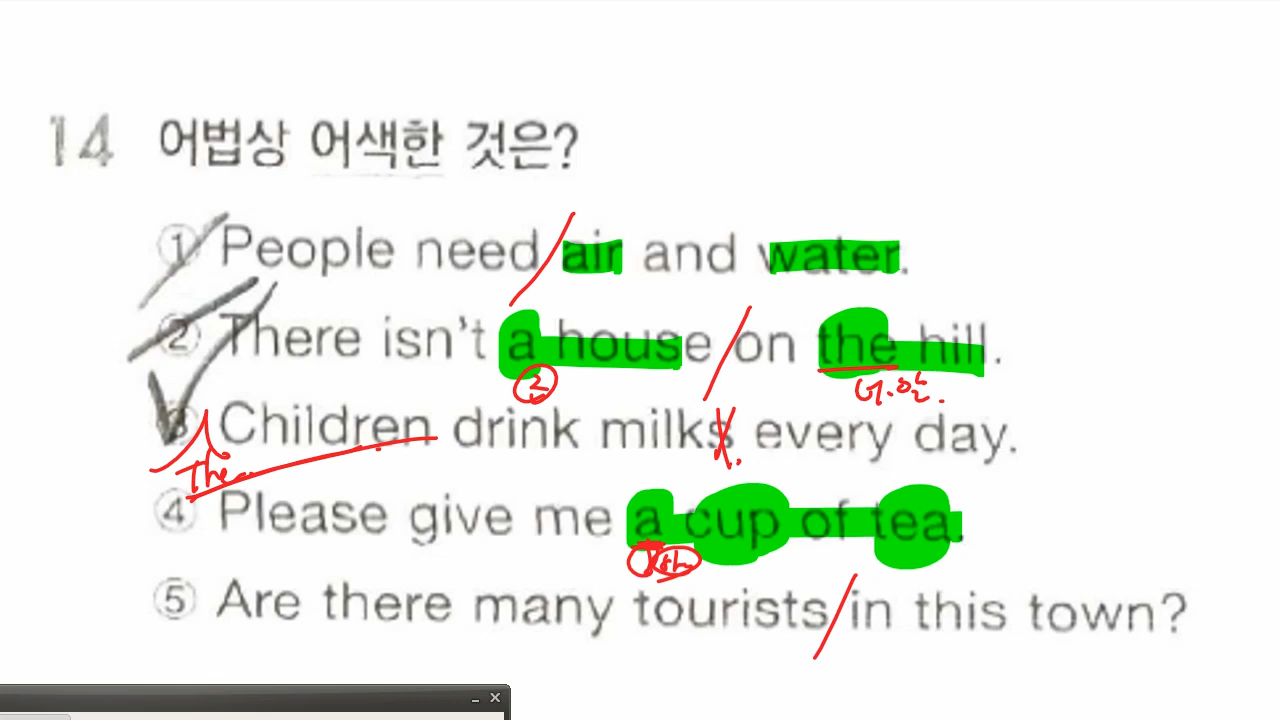 14 어법상 어색한 것은?
① People need air and water.
② There isn't a house on the hill.
2
③ Children drink milks every day.
The
④ Please give me a cup of tea.
⑤ Are there many tourists in this town?